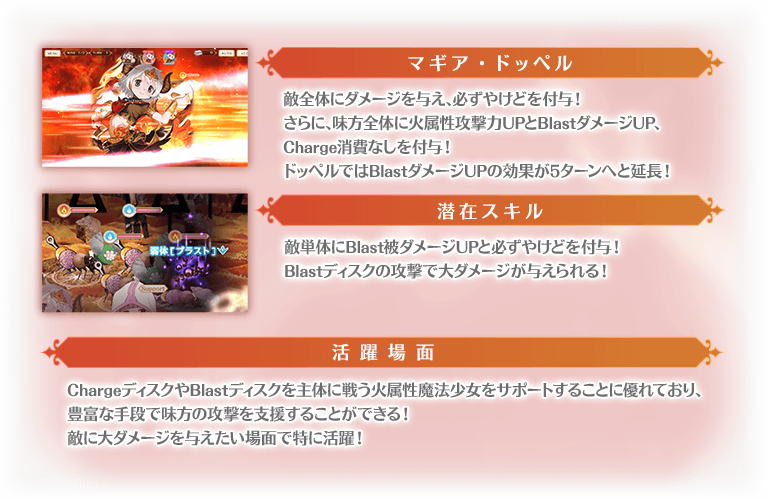 マギア・ドッペル
敵全体にダメージを与え、必ずやけどを付与！
さらに、味方全体に火属性攻撃力UPとBlastダメージUP、
Charge消費なしを付与！
ドッペルではBlastダメージUPの効果が5ターンへと延長！
潜在スキル
弱体[ブラスト]
Support
敵単体にBlast被ダメージUPと必ずやけどを付与！
Blastディスクの攻撃で大ダメージが与えられる！
活躍場面
ChargeディスクやBlastディスクを主体に戦う火属性魔法少女をサポートすることに優れており、
豊富な手段で味方の攻撃を支援することができる！
敵に大ダメージを与えたい場面で特に活躍！